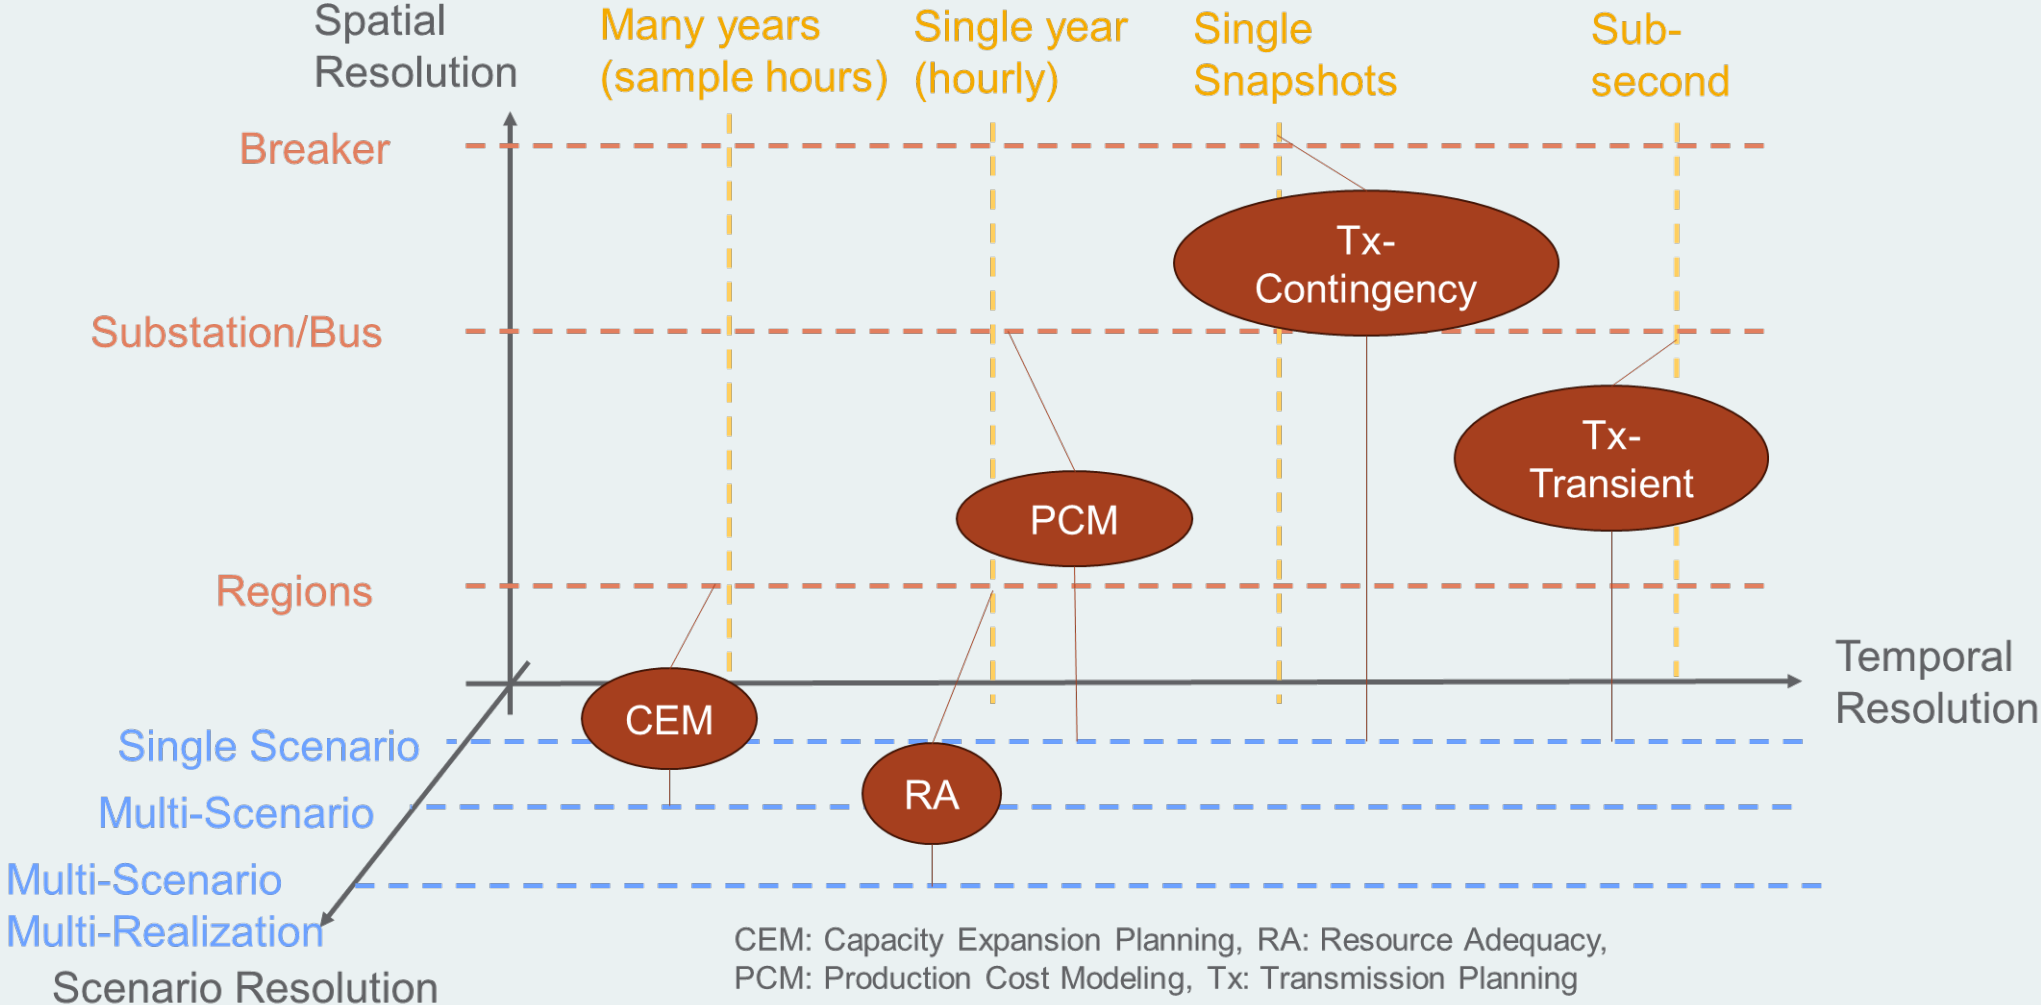 Spatial
Resolution
Many years
(sample hours)
Single year
(hourly)
Single
Snapshots
Sub-
second
Breaker
Tx-
Contingency
Substation/Bus
Tx-
Transient
PCM
Regions
Temporal
Resolution
CEM
Single Scenario
RA
Multi-Scenario
Multi-Scenario
Multi-Realization
Scenario Resolution
CEM: Capacity Expansion Planning, RA: Resource Adequacy,
PCM: Production Cost Modeling, Tx: Transmission Planning